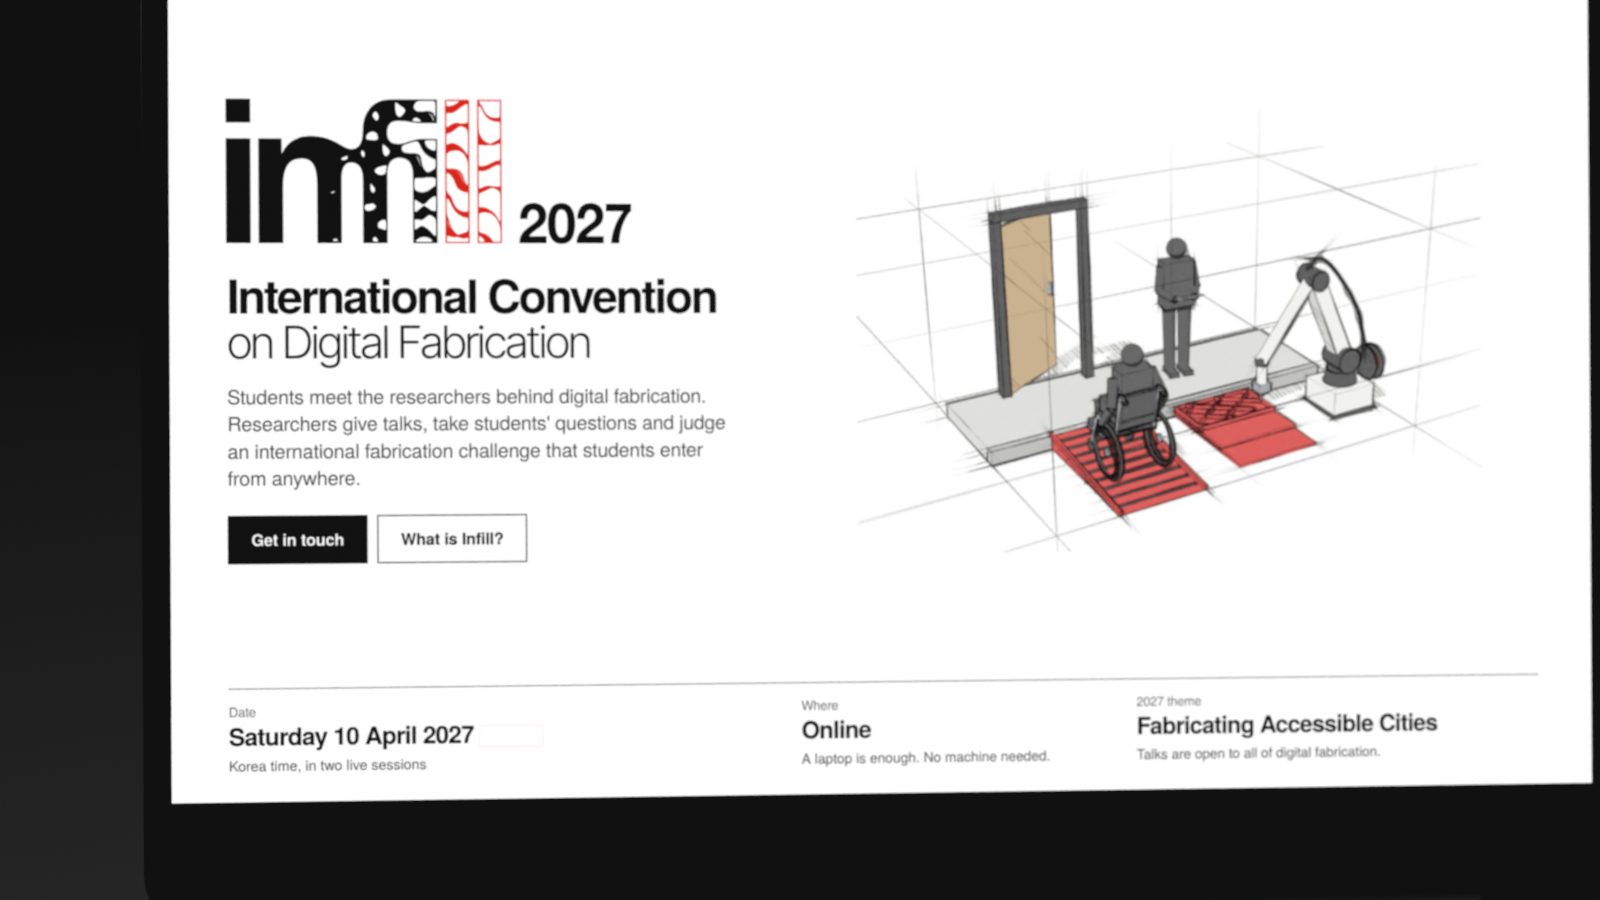 infill 2027
International Convention
on Digital Fabrication
Students meet the researchers behind digital fabrication.
Researchers give talks, take students' questions and judge
an international fabrication challenge that students enter
from anywhere.
Get in touch
What is Infill?
Date
Saturday 10 April 2027
Korea time, in two live sessions
Where
Online
A laptop is enough. No machine needed.
2027 theme
Fabricating Accessible Cities
Talks are open to all of digital fabrication.